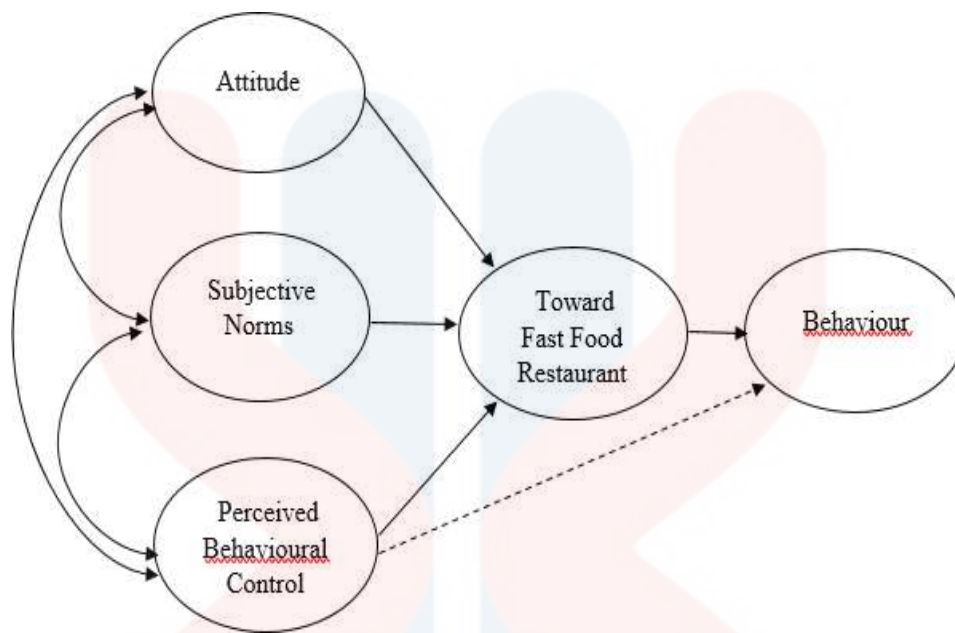 Attitude
Subjective
Norms
Perceived
Behavioural
Control
Toward
Fast Food
Restaurant
Behaviour